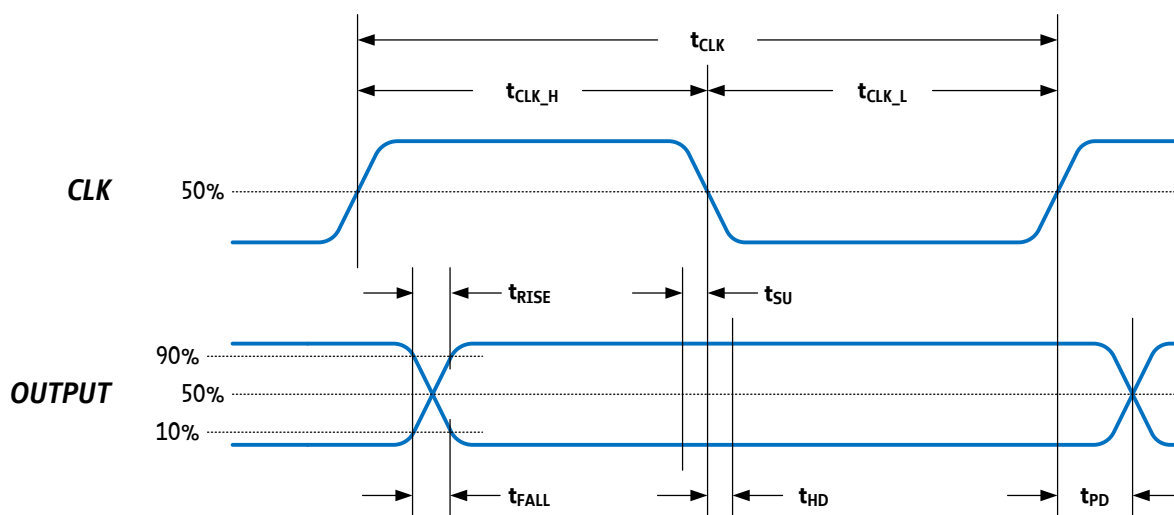 tCLK
tCLK_H
tCLK_L
CLK
50%
tRISE
tSU
90%
OUTPUT
50%
10%
tFALL
tHD
tPD